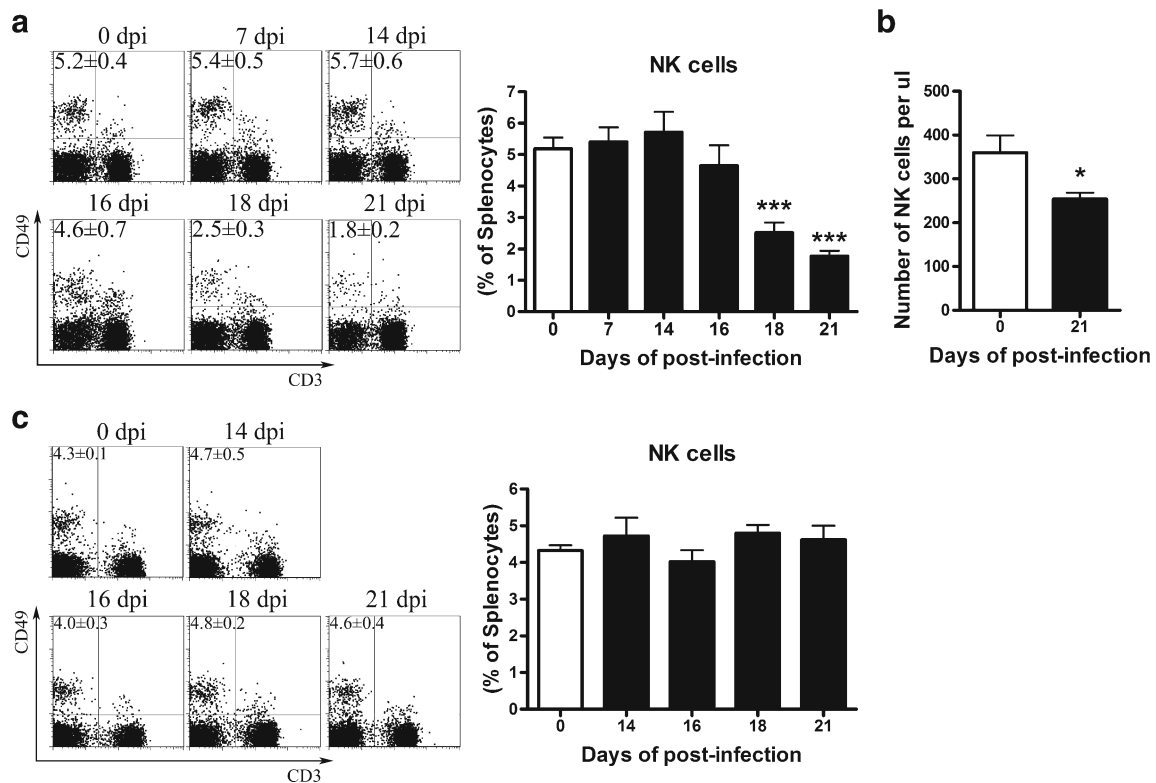 a
0 dpi 7 dpi 14 dpi
5.2±0.4 5.4±0.5 5.7±0.6
16 dpi 18 dpi 21 dpi
4.6±0.7 2.5±0.3 1.8±0.2
CD49
CD3
NK cells
(% of Splenocytes)
7
6
5
4
3
2
1
0
*** ***
0 7 14 16 18 21
Days of post-infection
b
Number of NK cells per ul
500
400
300
200
100
0
*
0 21
Days of post-infection
c
0 dpi 14 dpi
4.3±0.1 4.7±0.5
16 dpi 18 dpi 21 dpi
4.0±0.3 4.8±0.2 4.6±0.4
CD49
CD3
NK cells
(% of Splenocytes)
6
5
4
3
2
1
0
0 14 16 18 21
Days of post-infection